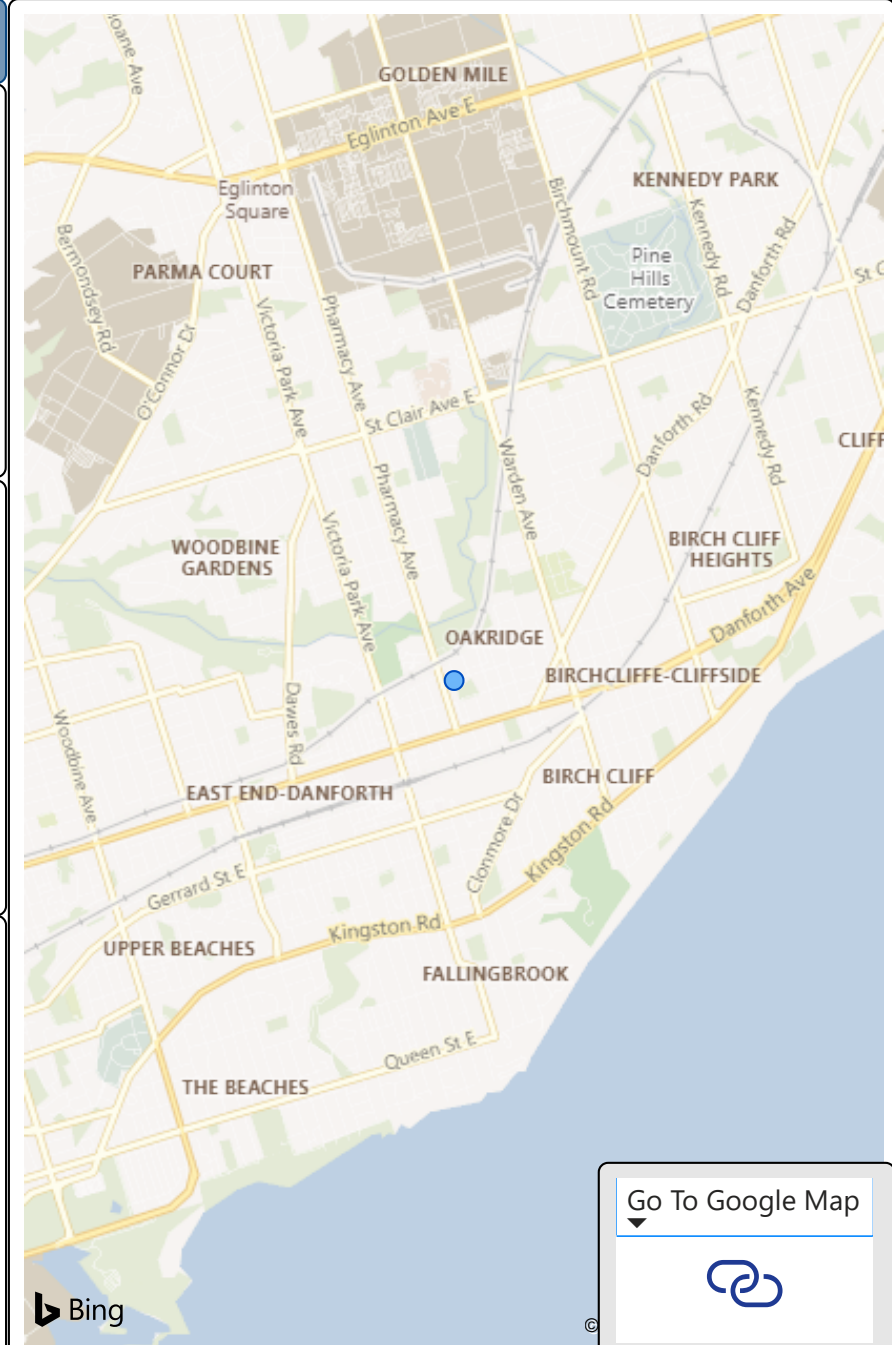 GOLDEN MILE
Eglinton Ave E
Eglinton
Square
KENNEDY PARK
Birchmount Rd
Kennedy Rd
Danforth Rd
Pine
Hills
Cemetery
Bermondsey Rd
PARMA COURT
St C
Victoria Park Ave
Pharmacy Ave
O'Connor Dr
St Clair Ave E
Danforth Rd
Kennedy Rd
CLIFF
Warden Ave
Pharmacy Ave
Victoria Park Ave
WOODBINE
GARDENS
BIRCH CLIFF
HEIGHTS
Danforth Ave
OAKRIDGE
BIRCHCLIFFE-CLIFFSIDE
Dawes Rd
Woodbine Ave
BIRCH CLIFF
EAST END-DANFORTH
Clonmore Dr
Kingston Rd
Gerrard St E
Kingston Rd
UPPER BEACHES
FALLINGBROOK
Queen St E
THE BEACHES
Go To Google Map
Bing
©